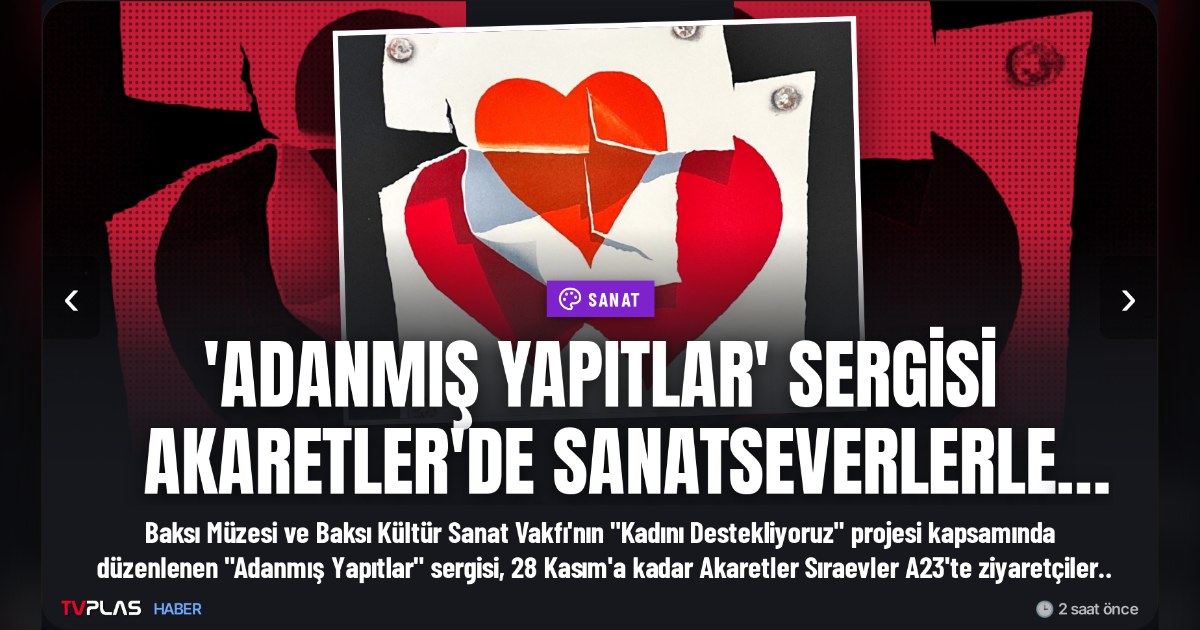 SANAT
'ADANMIŞ YAPITLAR' SERGİSİ
AKARETLER'DE SANATSEVERLERLE...
Baksı Müzesi ve Baksı Kültür Sanat Vakfı'nın "Kadını Destekliyoruz" projesi kapsamında
düzenlenen "Adanmış Yapıtlar" sergisi, 28 Kasım'a kadar Akaretler Sıraevler A23'te ziyaretçiler..
TVPLAS HABER
2 saat önce